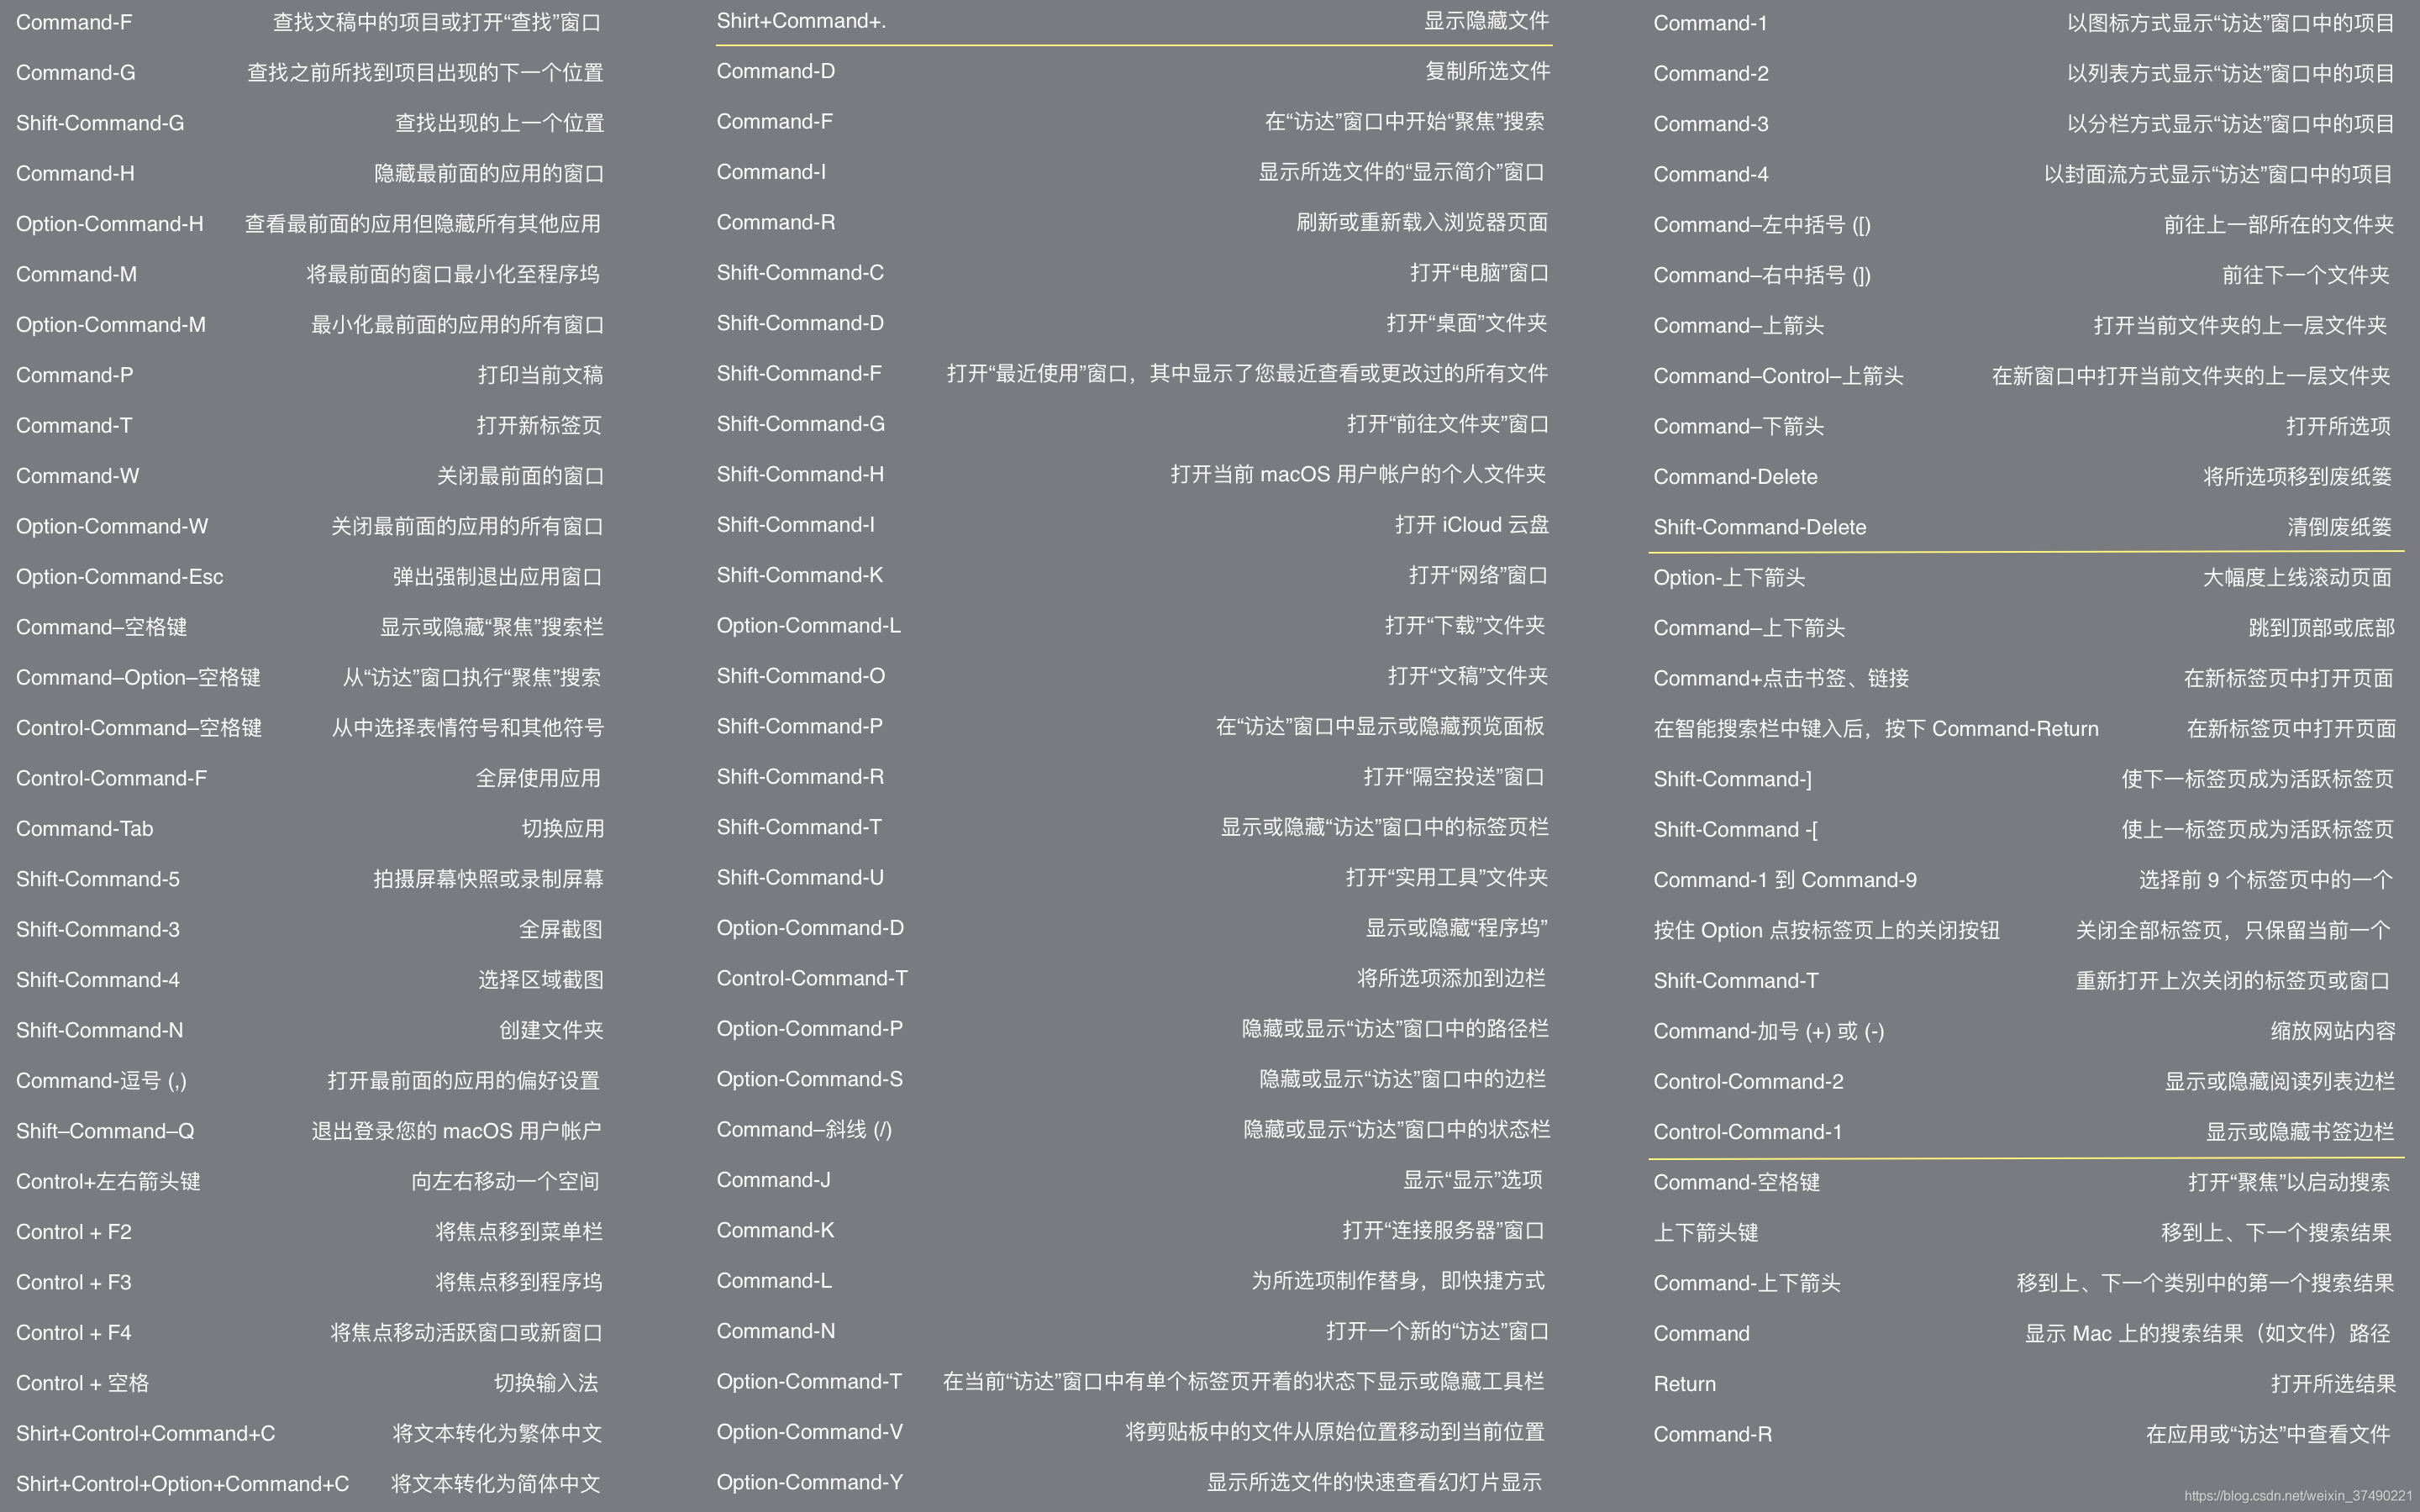 Command-F 查找文稿中的项目或打开“查找”窗口
Command-G 查找之前所找到项目出现的下一个位置
Shift-Command-G 查找出现的上一个位置
Command-H 隐藏最前面的应用的窗口
Option-Command-H 查看最前面的应用但隐藏所有其他应用
Command-M 将最前面的窗口最小化至程序坞
Option-Command-M 最小化最前面的应用的所有窗口
Command-P 打印当前文稿
Command-T 打开新标签页
Command-W 关闭最前面的窗口
Option-Command-W 关闭最前面的应用的所有窗口
Option-Command-Esc 弹出强制退出应用窗口
Command–空格键 显示或隐藏“聚焦”搜索栏
Command–Option–空格键 从“访达”窗口执行“聚焦”搜索
Control-Command–空格键 从中选择表情符号和其他符号
Control-Command-F 全屏使用应用
Command-Tab 切换应用
Shift-Command-5 拍摄屏幕快照或录制屏幕
Shift-Command-3 全屏截图
Shift-Command-4 选择区域截图
Shift-Command-N 创建文件夹
Command-逗号 (,) 打开最前面的应用的偏好设置
Shift–Command–Q 退出登录您的 macOS 用户帐户
Control+左右箭头键 向左右移动一个空间
Control + F2 将焦点移到菜单栏
Control + F3 将焦点移到程序坞
Control + F4 将焦点移动活跃窗口或新窗口
Control + 空格 切换输入法
Shirt+Control+Command+C 将文本转化为繁体中文
Shirt+Control+Option+Command+C 将文本转化为简体中文
Shirt+Command+. 显示隐藏文件
Command-D 复制所选文件
Command-F 在“访达”窗口中开始“聚焦”搜索
Command-I 显示所选文件的“显示简介”窗口
Command-R 刷新或重新载入浏览器页面
Shift-Command-C 打开“电脑”窗口
Shift-Command-D 打开“桌面”文件夹
Shift-Command-F 打开“最近使用”窗口，其中显示了您最近查看或更改过的所有文件
Shift-Command-G 打开“前往文件夹”窗口
Shift-Command-H 打开当前 macOS 用户帐户的个人文件夹
Shift-Command-I 打开 iCloud 云盘
Shift-Command-K 打开“网络”窗口
Option-Command-L 打开“下载”文件夹
Shift-Command-O 打开“文稿”文件夹
Shift-Command-P 在“访达”窗口中显示或隐藏预览面板
Shift-Command-R 打开“隔空投送”窗口
Shift-Command-T 显示或隐藏“访达”窗口中的标签页栏
Shift-Command-U 打开“实用工具”文件夹
Option-Command-D 显示或隐藏“程序坞”
Control-Command-T 将所选项添加到边栏
Option-Command-P 隐藏或显示“访达”窗口中的路径栏
Option-Command-S 隐藏或显示“访达”窗口中的边栏
Command–斜线 (/) 隐藏或显示“访达”窗口中的状态栏
Command-J 显示“显示”选项
Command-K 打开“连接服务器”窗口
Command-L 为所选项制作替身，即快捷方式
Command-N 打开一个新的“访达”窗口
Option-Command-T 在当前“访达”窗口中有单个标签页开着的状态下显示或隐藏工具栏
Option-Command-V 将剪贴板中的文件从原始位置移动到当前位置
Option-Command-Y 显示所选文件的快速查看幻灯片显示
Command-1 以图标方式显示“访达”窗口中的项目
Command-2 以列表方式显示“访达”窗口中的项目
Command-3 以分栏方式显示“访达”窗口中的项目
Command-4 以封面流方式显示“访达”窗口中的项目
Command–左中括号 ([) 前往上一部所在的文件夹
Command–右中括号 (]) 前往下一个文件夹
Command–上箭头 打开当前文件夹的上一层文件夹
Command–Control–上箭头 在新窗口中打开当前文件夹的上一层文件夹
Command–下箭头 打开所选项
Command-Delete 将所选项移到废纸篓
Shift-Command-Delete 清倒废纸篓
Option-上下箭头 大幅度上线滚动页面
Command–上下箭头 跳到顶部或底部
Command+点击书签、链接 在新标签页中打开页面
在智能搜索栏中键入后，按下 Command-Return 在新标签页中打开页面
Shift-Command-] 使下一标签页成为活跃标签页
Shift-Command -[ 使上一标签页成为活跃标签页
Command-1 到 Command-9 选择前 9 个标签页中的一个
按住 Option 点按标签页上的关闭按钮 关闭全部标签页，只保留当前一个
Shift-Command-T 重新打开上次关闭的标签页或窗口
Command-加号 (+) 或 (-) 缩放网站内容
Control-Command-2 显示或隐藏阅读列表边栏
Control-Command-1 显示或隐藏书签边栏
Command-空格键 打开“聚焦”以启动搜索
上下箭头键 移到上、下一个搜索结果
Command-上下箭头 移到上、下一个类别中的第一个搜索结果
Command 显示 Mac 上的搜索结果（如文件）路径
Return 打开所选结果
Command-R 在应用或“访达”中查看文件
https://blog.csdn.net/weixin_37490221